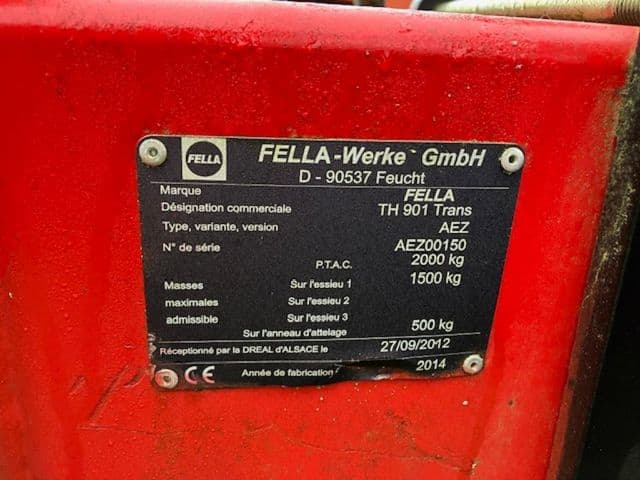 FELLA
FELLA-Werke GmbH
D - 90537 Feucht
Marque FELLA
Désignation commerciale TH 901 Trans
Type, variante, version AEZ
N° de série AEZ00150
P.T.A.C. 2000 kg
Masses Sur l'essieu 1 1500 kg
maximales Sur l'essieu 2
admissible Sur l'essieu 3
Sur l'anneau d'attelage 500 kg
Réceptionné par la DREAL d'ALSACE le 27/09/2012
CE Année de fabrication 2014